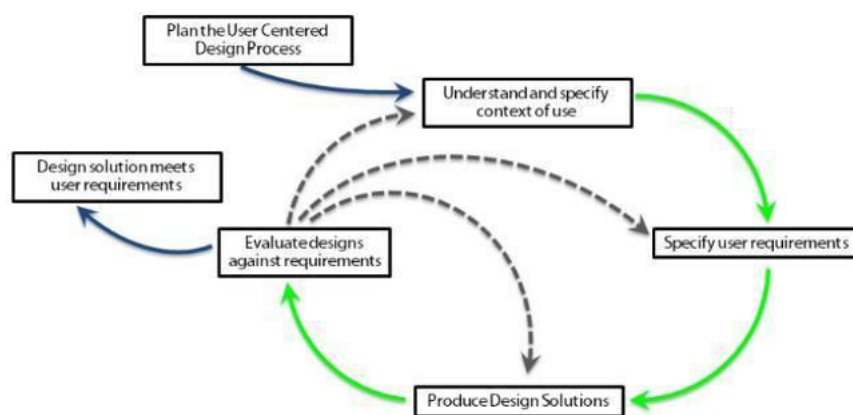 Plan the User Centered
Design Process
Understand and specify
context of use
Design solution meets
user requirements
Evaluate designs
against requirements
Specify user requirements
Produce Design Solutions